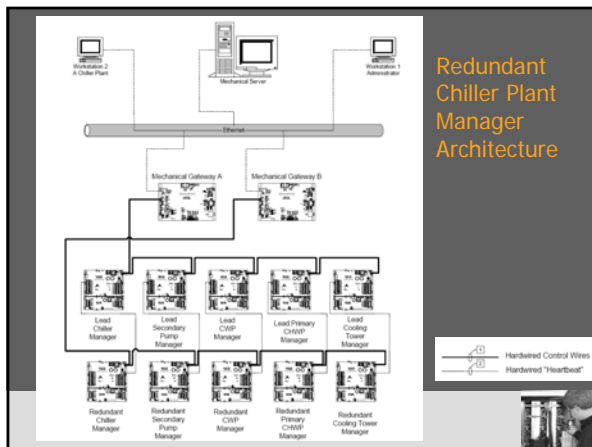 Redundant
Chiller Plant
Manager
Architecture
Workstation 2
A Chiller Plant
Mechanical Server
Workstation 1
Administrator
Ethernet
Mechanical Gateway A
Mechanical Gateway B
Lead
Chiller
Manager
Lead
Secondary
Pump
Manager
Lead
CWP
Manager
Lead Primary
CHWP
Manager
Lead
Cooling
Tower
Manager
Redundant
Chiller
Manager
Redundant
Secondary
Pump
Manager
Redundant
CWP
Manager
Redundant
Primary
CHWP
Manager
Redundant
Cooling Tower
Manager
1
Hardwired Control Wires
2
Hardwired "Heartbeat"